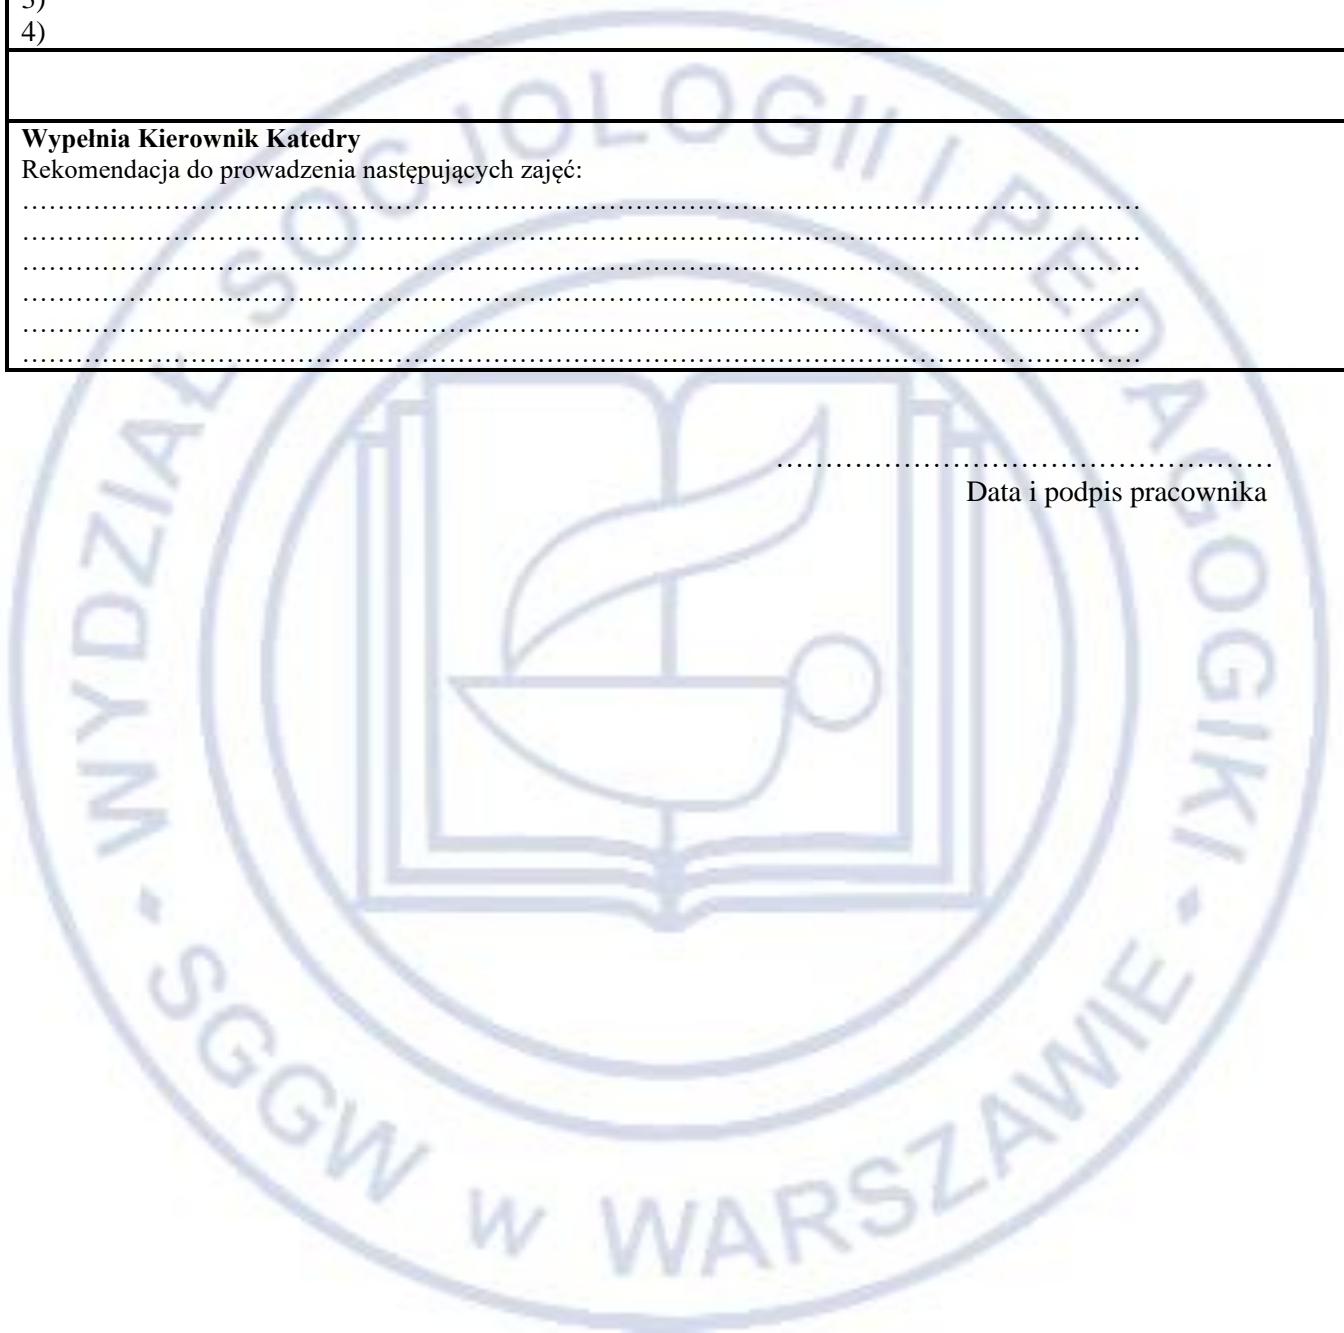 3)
4)
Wypełnia Kierownik Katedry
Rekomendacja do prowadzenia następujących zajęć:
……………………………………………………………………………………………………………
……………………………………………………………………………………………………………
……………………………………………………………………………………………………………
……………………………………………………………………………………………………………
……………………………………………………………………………………………………………
……………………………………………………………………………………………………………
……………………………………………
Data i podpis pracownika
WYDZIAŁ SOCJOLOGII I PEDAGOGIKI
SGGW w WARSZAWIE